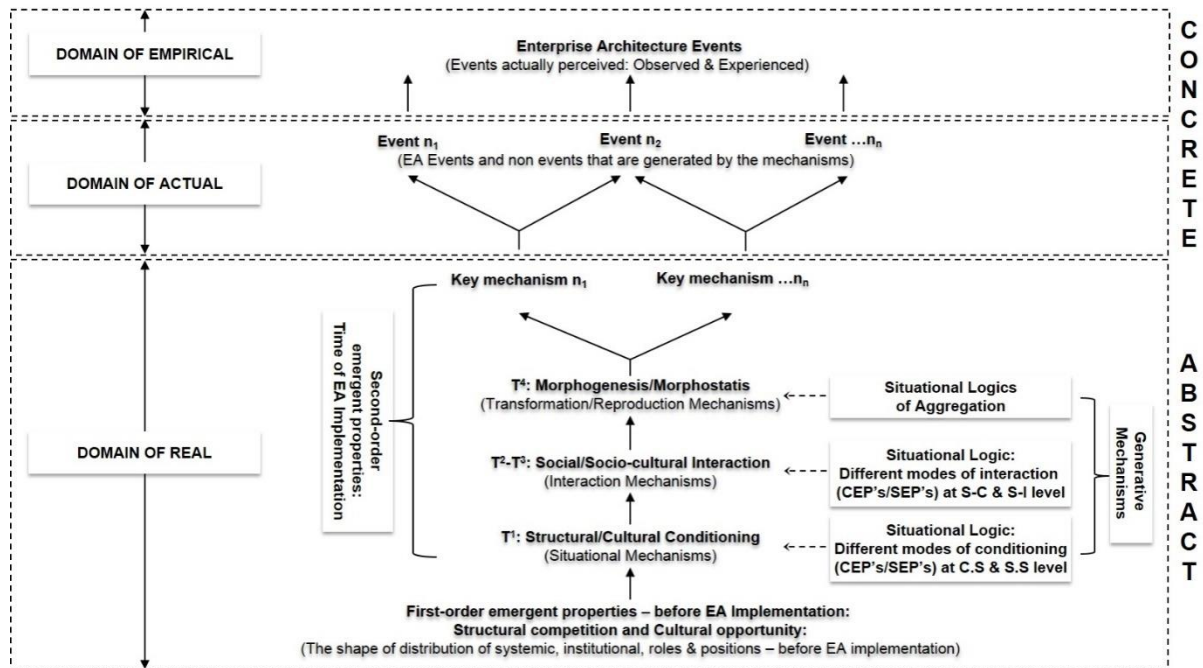 DOMAIN OF EMPIRICAL
Enterprise Architecture Events
(Events actually perceived: Observed & Experienced)
CONCRETE
DOMAIN OF ACTUAL
Event n₁
Event n₂
Event …nₙ
(EA Events and non events that are generated by the mechanisms)
DOMAIN OF REAL
Key mechanism n₁
Key mechanism …nₙ
Second-order
emergent properties:
Time of EA Implementation
T⁴: Morphogenesis/Morphostatis
(Transformation/Reproduction Mechanisms)
Situational Logics
of Aggregation
T²-T³: Social/Socio-cultural Interaction
(Interaction Mechanisms)
Situational Logic:
Different modes of interaction
(CEP's/SEP's) at S-C & S-I level
T¹: Structural/Cultural Conditioning
(Situational Mechanisms)
Situational Logic:
Different modes of conditioning
(CEP's/SEP's) at C.S & S.S level
Generative
Mechanisms
ABSTRACT
First-order emergent properties – before EA Implementation:
Structural competition and Cultural opportunity:
(The shape of distribution of systemic, institutional, roles & positions – before EA implementation)